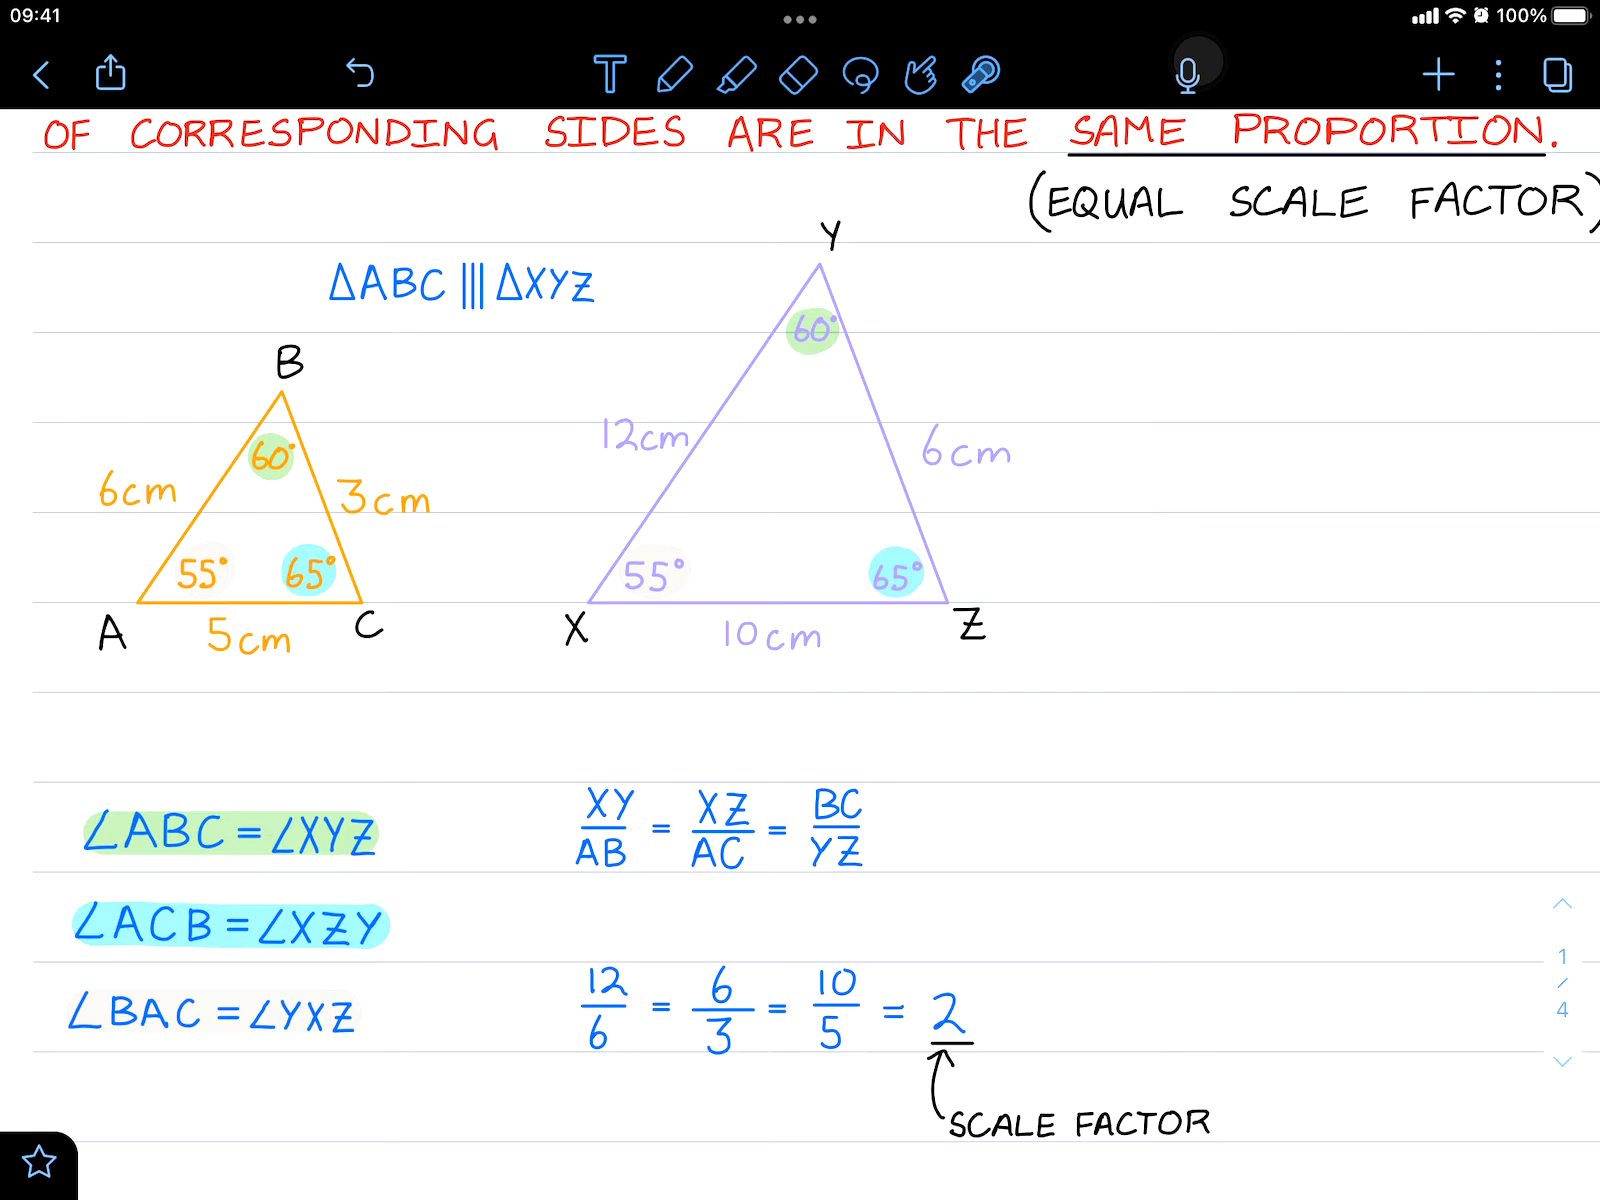 09:41 100%
OF CORRESPONDING SIDES ARE IN THE SAME PROPORTION.
(EQUAL SCALE FACTOR)
Y
ΔABC ||| ΔXYZ
60°
B
12cm 6cm
60°
6cm 3cm
55° 65° 55° 65°
A 5cm C X 10cm Z
∠ABC = ∠XYZ
XY/AB = XZ/AC = BC/YZ
∠ACB = ∠XZY
∠BAC = ∠YXZ
12/6 = 6/3 = 10/5 = 2
1/4
SCALE FACTOR